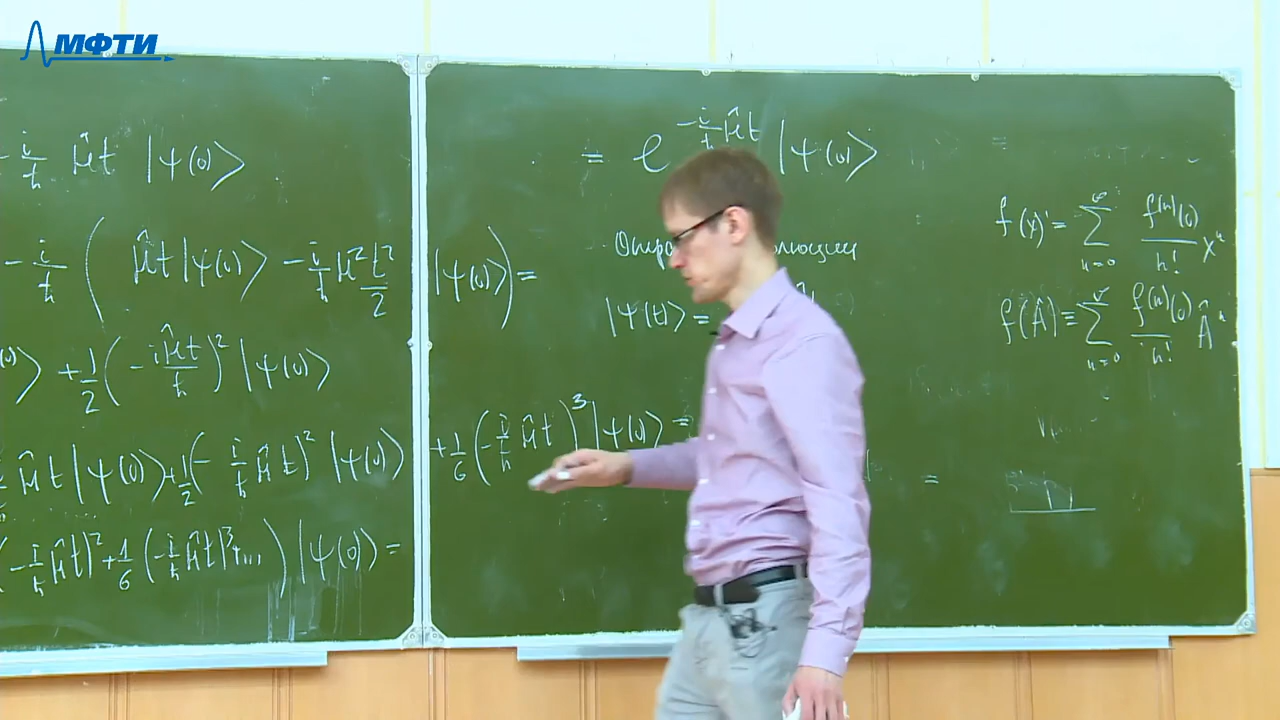 МФТИ
- i/ħ Ĥt |ψ(0)⟩
- i/ħ ( Ĥt|ψ(0)⟩ - i/ħ Ĥ² t²/2 |ψ(0)⟩ ) =
⟩ + 1/2 ( - iĤt/ħ )² |ψ(0)⟩
Ĥt |ψ(0)⟩ + 1/2 ( - i/ħ Ĥt )² |ψ(0)⟩ + 1/6 ( - i/ħ Ĥt )³ |ψ(0)⟩ =
( - i/ħ Ĥt )² + 1/6 ( - i/ħ Ĥt )³ + ... ) |ψ(0)⟩ =
= e^{- i/ħ Ĥt} |ψ(0)⟩
|ψ(t)⟩ =
f(x) = ∑_{n=0}^{∞} f^{(n)}(0)/n! x^n
f(Â) ≡ ∑_{n=0}^{∞} f^{(n)}(0)/n! Â^n
=